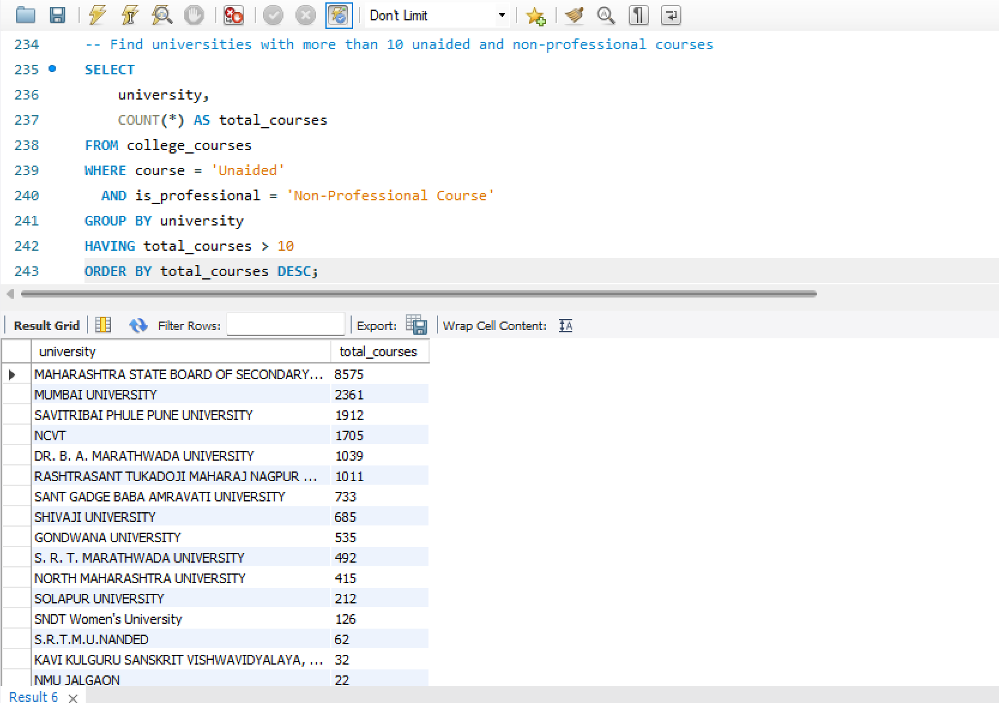 Don't Limit
234 -- Find universities with more than 10 unaided and non-professional courses
235 SELECT
236 university,
237 COUNT(*) AS total_courses
238 FROM college_courses
239 WHERE course = 'Unaided'
240 AND is_professional = 'Non-Professional Course'
241 GROUP BY university
242 HAVING total_courses > 10
243 ORDER BY total_courses DESC;
Result Grid Filter Rows: Export: Wrap Cell Content:
university total_courses
MAHARASHTRA STATE BOARD OF SECONDARY... 8575
MUMBAI UNIVERSITY 2361
SAVITRIBAI PHULE PUNE UNIVERSITY 1912
NCVT 1705
DR. B. A. MARATHWADA UNIVERSITY 1039
RASHTRASANT TUKADOJI MAHARAJ NAGPUR ... 1011
SANT GADGE BABA AMRAVATI UNIVERSITY 733
SHIVAJI UNIVERSITY 685
GONDWANA UNIVERSITY 535
S. R. T. MARATHWADA UNIVERSITY 492
NORTH MAHARASHTRA UNIVERSITY 415
SOLAPUR UNIVERSITY 212
SNDT Women's University 126
S.R.T.M.U.NANDED 62
KAVI KULGURU SANSKRIT VISHWAVIDYALAYA, ... 32
NMU JALGAON 22
Result 6